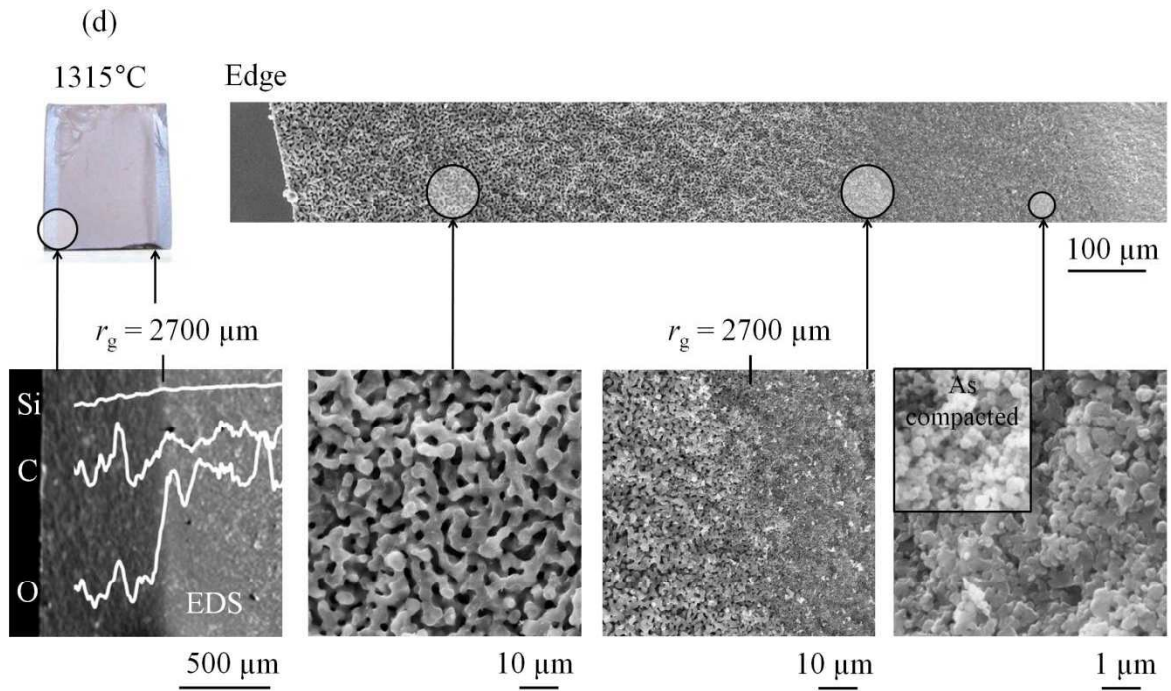 (d)
1315°C
Edge
100 µm
r_g = 2700 µm
r_g = 2700 µm
Si
C
O
EDS
As
compacted
500 µm
10 µm
10 µm
1 µm